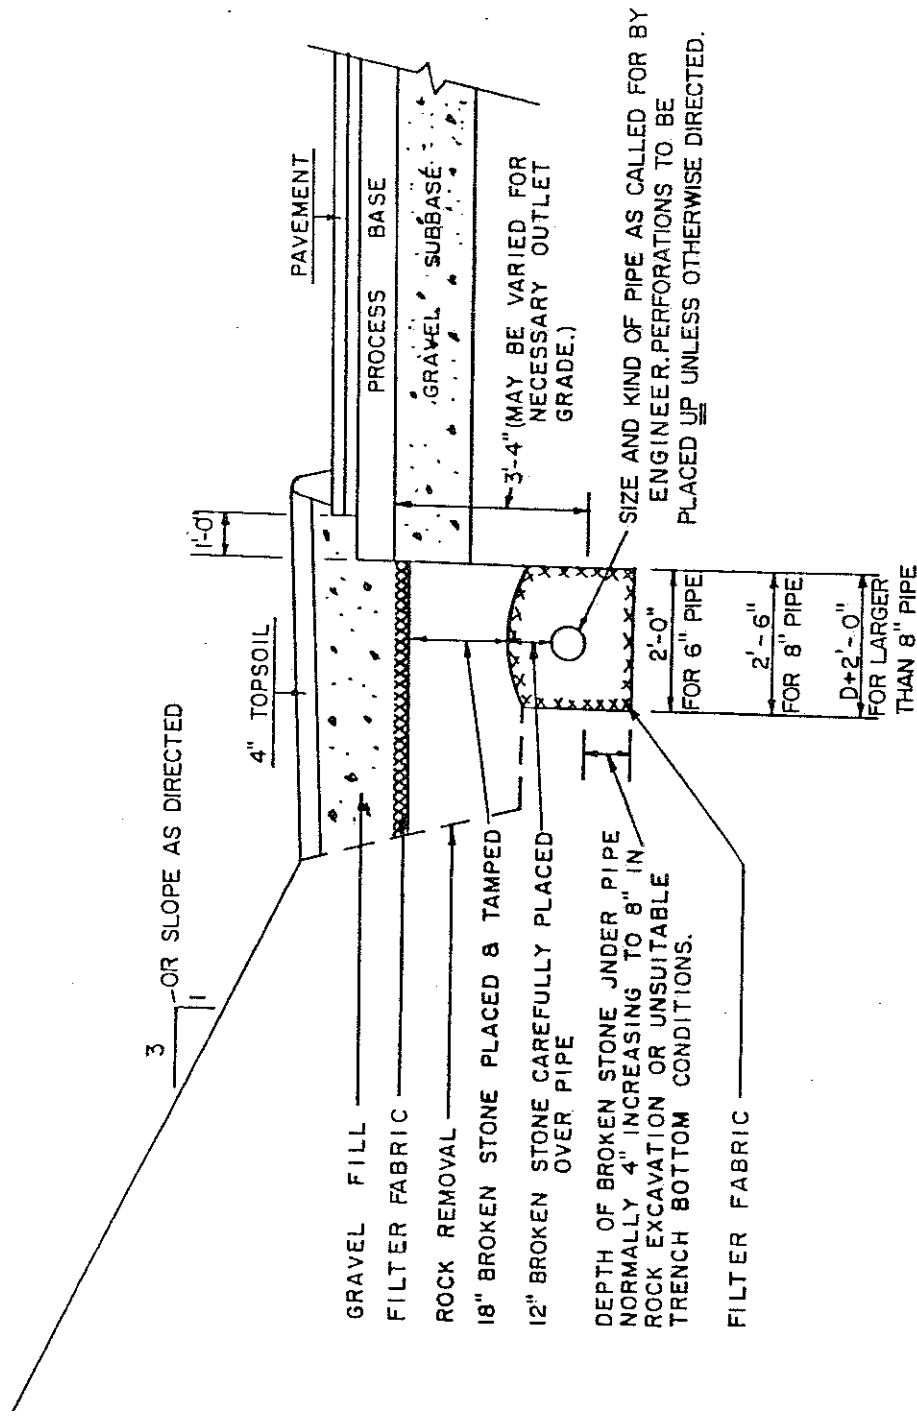 3
1
OR SLOPE AS DIRECTED
4" TOPSOIL
1'-0"
PAVEMENT
PROCESS BASE
GRAVEL SUBBASE
3'-4" (MAY BE VARIED FOR
NECESSARY OUTLET
GRADE.)
SIZE AND KIND OF PIPE AS CALLED FOR BY
ENGINEER. PERFORATIONS TO BE
PLACED UP UNLESS OTHERWISE DIRECTED.
GRAVEL FILL
FILTER FABRIC
ROCK REMOVAL
18" BROKEN STONE PLACED & TAMPED
12" BROKEN STONE CAREFULLY PLACED
OVER PIPE
DEPTH OF BROKEN STONE UNDER PIPE
NORMALLY 4" INCREASING TO 8" IN
ROCK EXCAVATION OR UNSUITABLE
TRENCH BOTTOM CONDITIONS.
FILTER FABRIC
2'-0"
FOR 6" PIPE
2'-6"
FOR 8" PIPE
D+2'-0"
FOR LARGER
THAN 8" PIPE